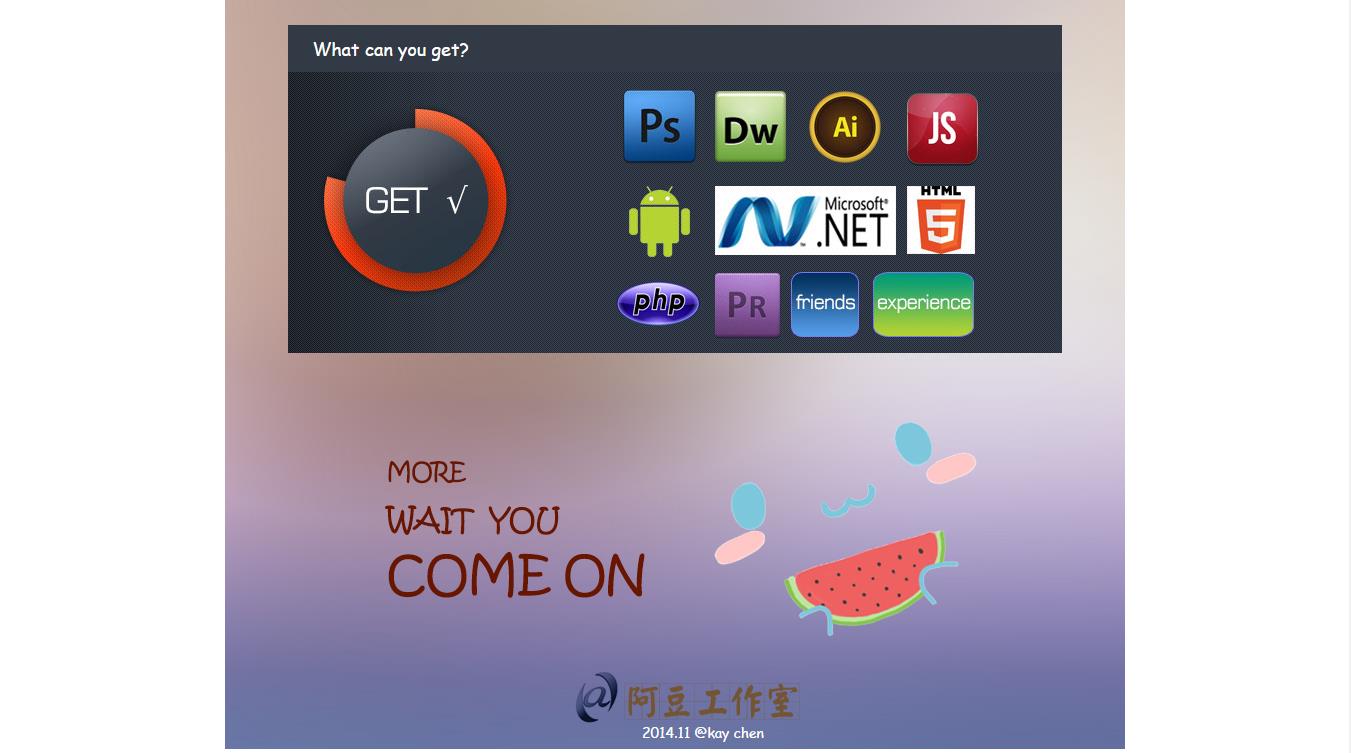 What can you get?
GET √
Ps Dw Ai JS
Microsoft® .NET HTML 5
php PR friends experience
MORE
WAIT YOU
COME ON
@ 阿豆工作室
2014.11 @kay chen